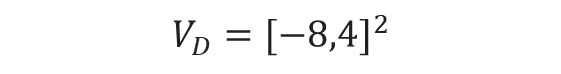 V_D = [−8,4]²